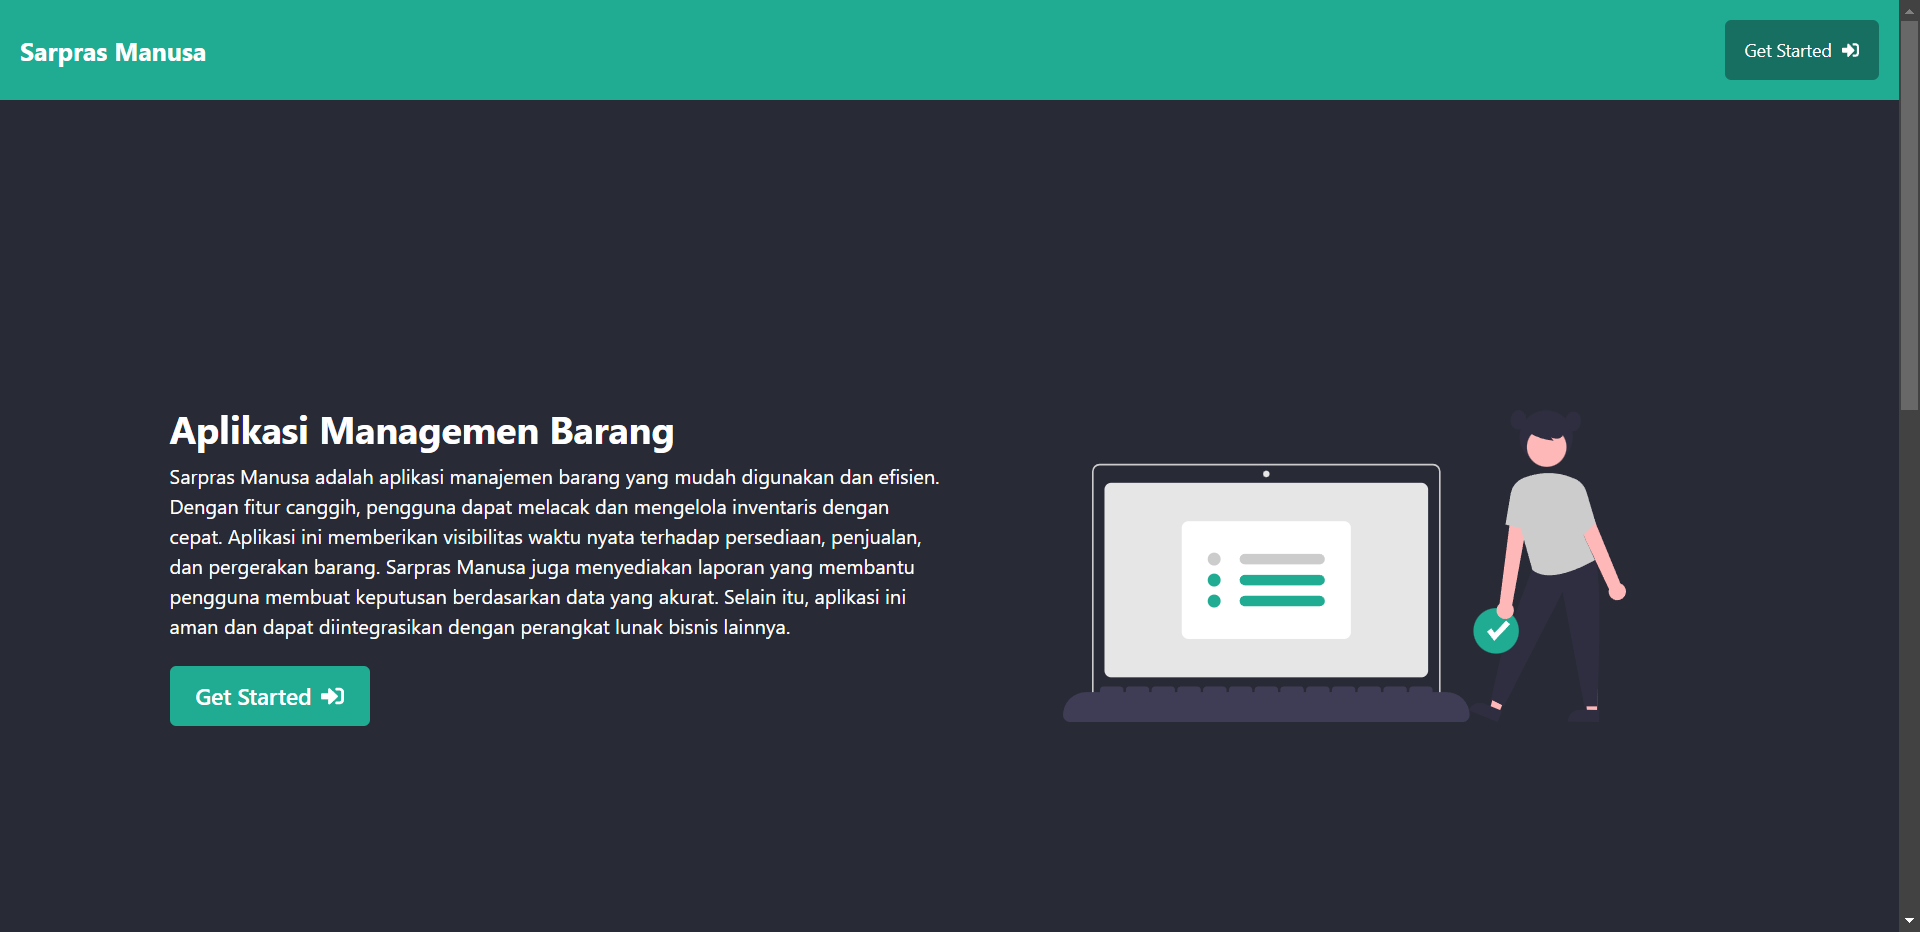 Sarpras Manusa
Get Started
Aplikasi Managemen Barang
Sarpras Manusa adalah aplikasi manajemen barang yang mudah digunakan dan efisien.
Dengan fitur canggih, pengguna dapat melacak dan mengelola inventaris dengan
cepat. Aplikasi ini memberikan visibilitas waktu nyata terhadap persediaan, penjualan,
dan pergerakan barang. Sarpras Manusa juga menyediakan laporan yang membantu
pengguna membuat keputusan berdasarkan data yang akurat. Selain itu, aplikasi ini
aman dan dapat diintegrasikan dengan perangkat lunak bisnis lainnya.
Get Started